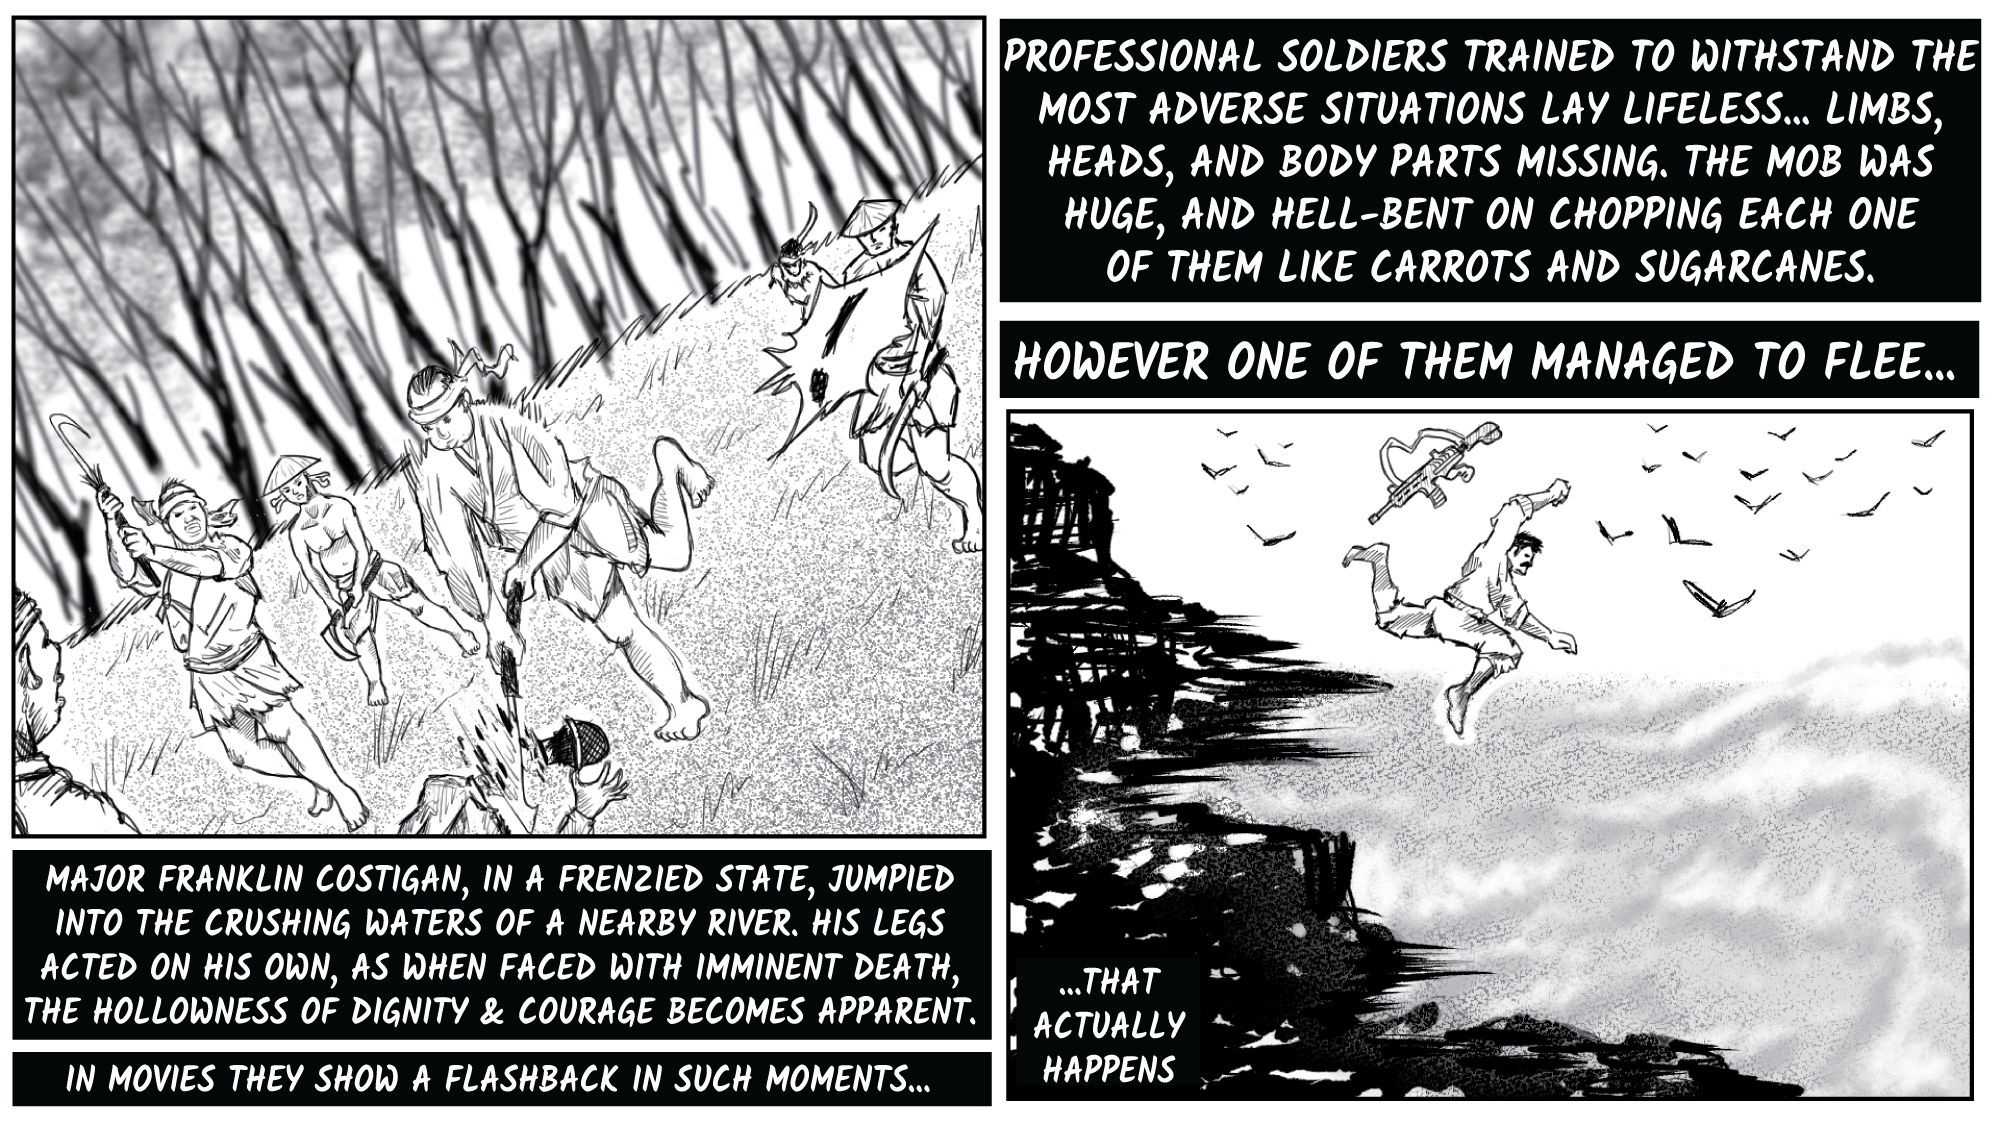 PROFESSIONAL SOLDIERS TRAINED TO WITHSTAND THE
MOST ADVERSE SITUATIONS LAY LIFELESS... LIMBS,
HEADS, AND BODY PARTS MISSING. THE MOB WAS
HUGE, AND HELL-BENT ON CHOPPING EACH ONE
OF THEM LIKE CARROTS AND SUGARCANES.
HOWEVER ONE OF THEM MANAGED TO FLEE...
MAJOR FRANKLIN COSTIGAN, IN A FRENZIED STATE, JUMPIED
INTO THE CRUSHING WATERS OF A NEARBY RIVER. HIS LEGS
ACTED ON HIS OWN, AS WHEN FACED WITH IMMINENT DEATH,
THE HOLLOWNESS OF DIGNITY & COURAGE BECOMES APPARENT.
IN MOVIES THEY SHOW A FLASHBACK IN SUCH MOMENTS...
...THAT
ACTUALLY
HAPPENS